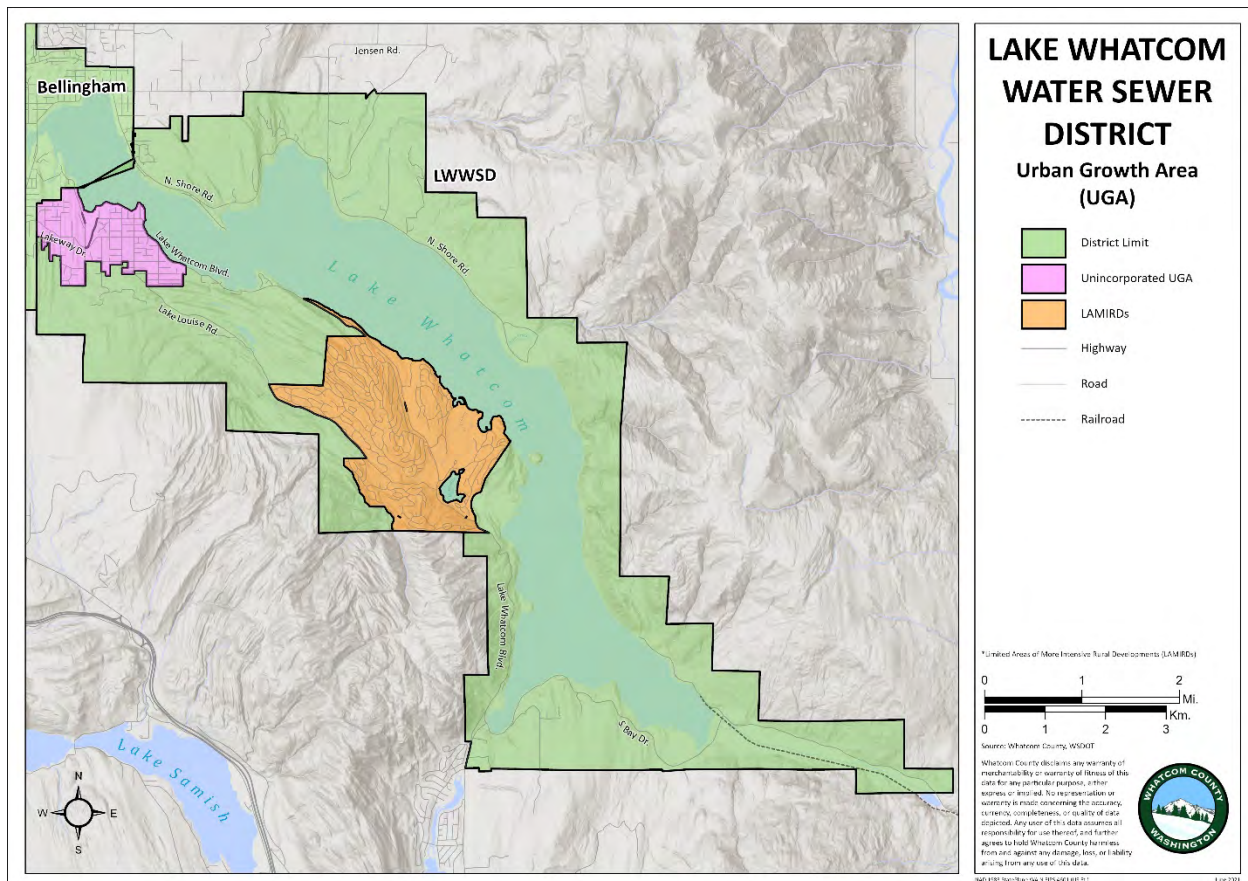 Jensen Rd.
Bellingham
LWWSD
N. Shore Rd.
N. Shore Rd.
Lakeway Dr.
Lake Whatcom Blvd.
Lake Louise Rd.
Lake Whatcom
Lake Whatcom Blvd.
S Bay Dr.
Lake Samish
N
W
E
S
LAKE WHATCOM
WATER SEWER
DISTRICT
Urban Growth Area
(UGA)
District Limit
Unincorporated UGA
LAMIRDs
Highway
Road
Railroad
*Limited Areas of More Intensive Rural Developments (LAMIRDs)
0 1 2
Mi.
Km.
0 1 2 3
Source: Whatcom County, WSDOT
Whatcom County disclaims any warranty of
merchantability or warranty of fitness of this
data for any particular purpose, either
express or implied. No representation or
warranty is made concerning the accuracy,
currency, completeness, or quality of data
depicted. Any user of this data assumes all
responsibility for use thereof, and further
agrees to hold Whatcom County harmless
from and against any damage, loss, or liability
arising from any use of this data.
WHATCOM COUNTY
WASHINGTON